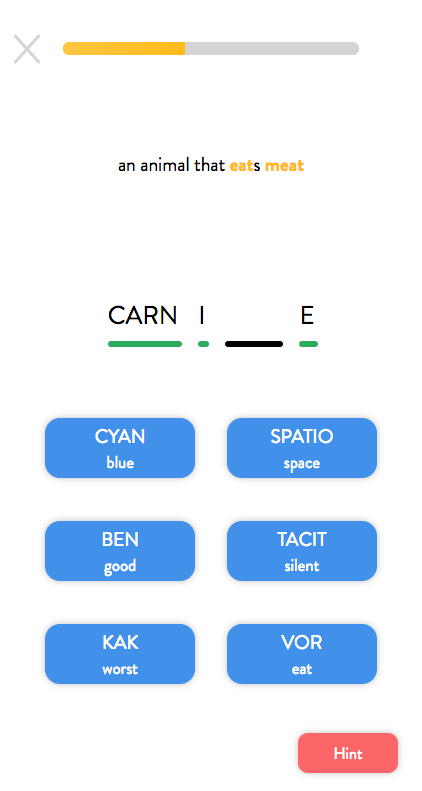 an animal that eats meat
CARN I E
CYAN
blue
SPATIO
space
BEN
good
TACIT
silent
KAK
worst
VOR
eat
Hint